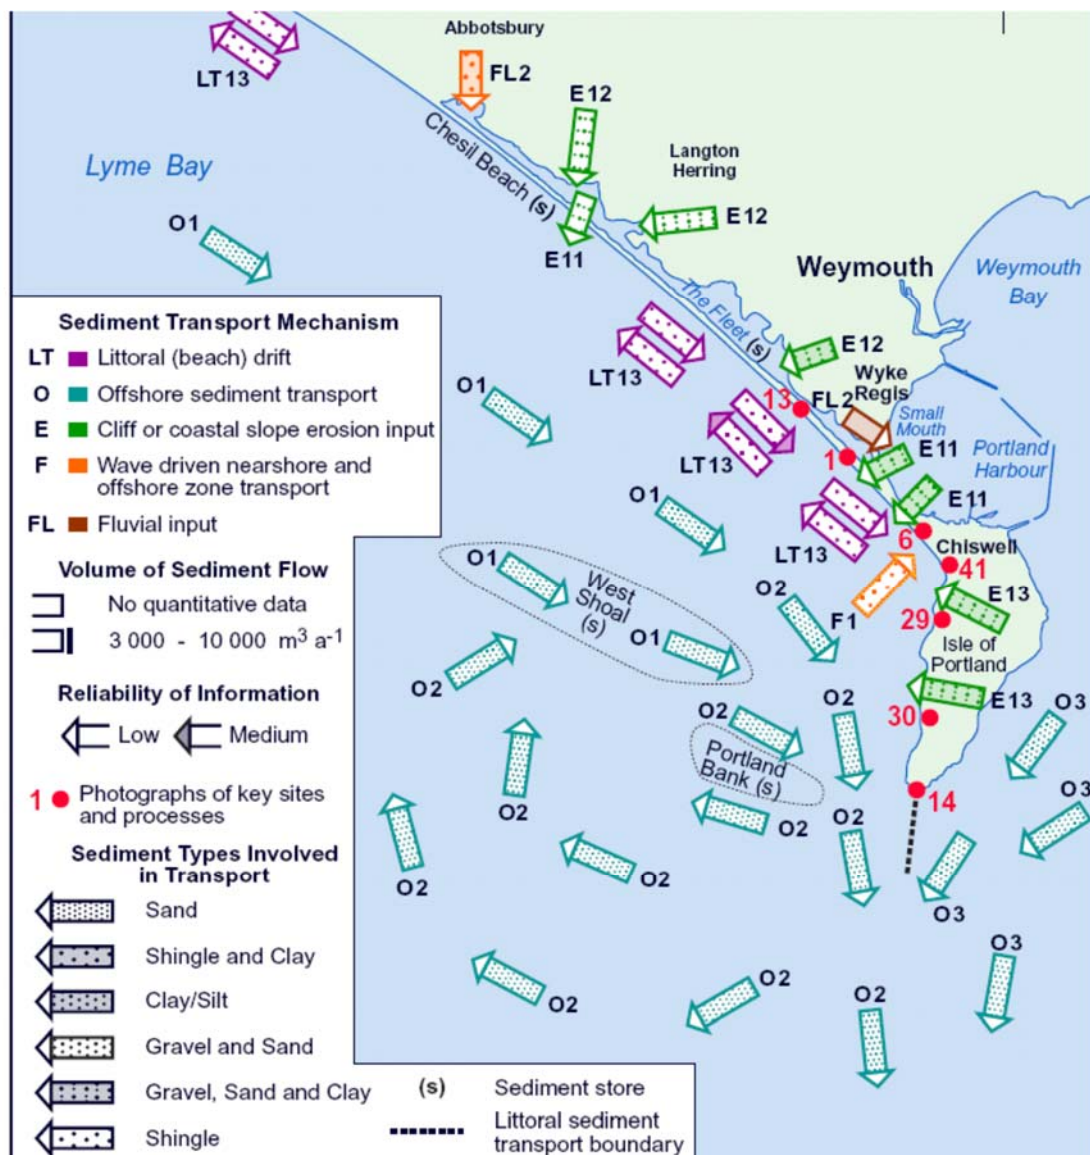 Abbotsbury
LT13
FL2
E12
Lyme Bay
Chesil Beach (s)
Langton
Herring
E12
O1
E11
Weymouth
Weymouth
Bay
The Fleet (s)
Sediment Transport Mechanism
LT Littoral (beach) drift
O Offshore sediment transport
E Cliff or coastal slope erosion input
F Wave driven nearshore and
offshore zone transport
FL Fluvial input
Volume of Sediment Flow
No quantitative data
3 000 - 10 000 m³ a⁻¹
Reliability of Information
Low
Medium
1 Photographs of key sites
and processes
Sediment Types Involved
in Transport
Sand
Shingle and Clay
Clay/Silt
Gravel and Sand
Gravel, Sand and Clay
Shingle
(s) Sediment store
Littoral sediment
transport boundary
LT13
E12
Wyke
Regis
O1
13
FL2
Small
Mouth
Portland
Harbour
LT13
1
E11
O1
E11
LT13
6
Chiswell
41
O1
West
Shoal
(s)
O2
F1
E13
29
O1
Isle of
Portland
O2
O2
O2
E13
O3
30
Portland
Bank (s)
14
O2
O2
O2
O3
O2
O2
O3
O3
O2
O2
O2